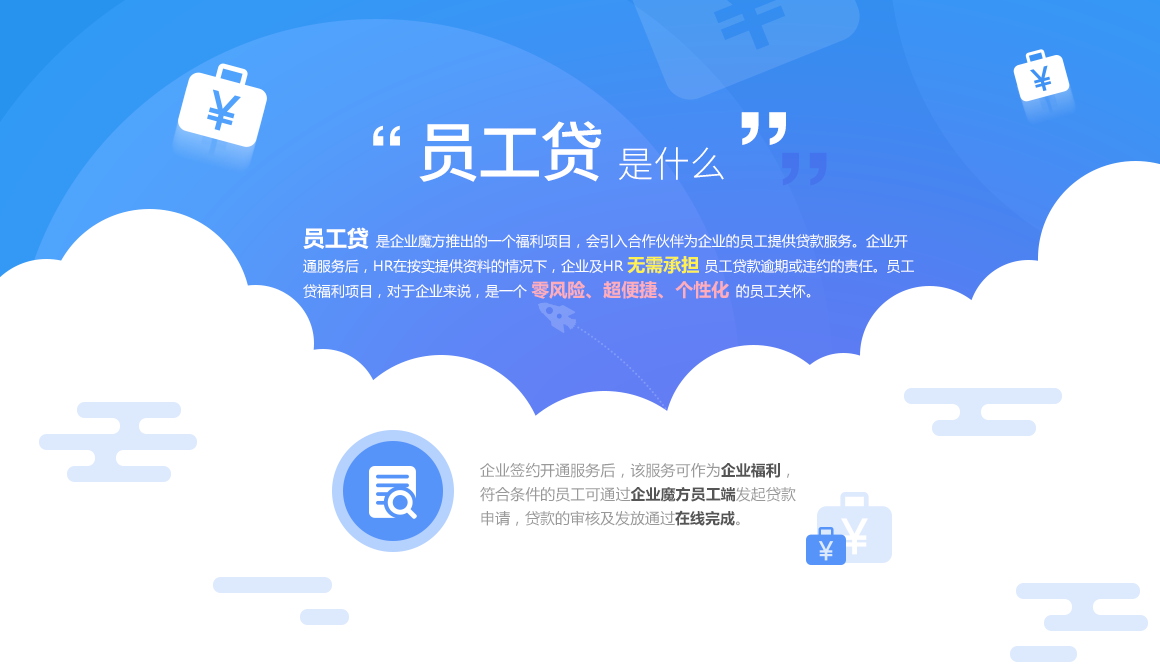 “员工贷 是什么”
员工贷 是企业魔方推出的一个福利项目，会引入合作伙伴为企业的员工提供贷款服务。企业开
通服务后，HR在按实提供资料的情况下，企业及HR 无需承担 员工贷款逾期或违约的责任。员工
贷福利项目，对于企业来说，是一个 零风险、超便捷、个性化 的员工关怀。
企业签约开通服务后，该服务可作为企业福利，
符合条件的员工可通过企业魔方员工端发起贷款
申请，贷款的审核及发放通过在线完成。